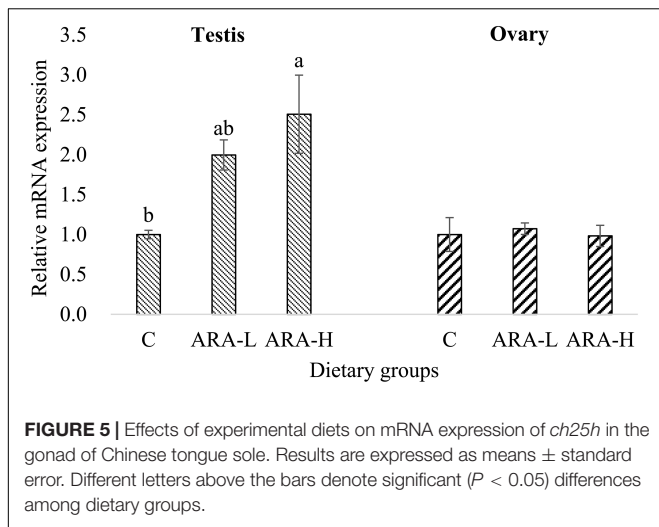 3.5
Testis Ovary
3.0
a
2.5
ab
2.0
1.5
b
1.0
0.5
0.0
Relative mRNA expression
C ARA-L ARA-H C ARA-L ARA-H
Dietary groups
FIGURE 5 | Effects of experimental diets on mRNA expression of ch25h in the
gonad of Chinese tongue sole. Results are expressed as means ± standard
error. Different letters above the bars denote significant (P < 0.05) differences
among dietary groups.